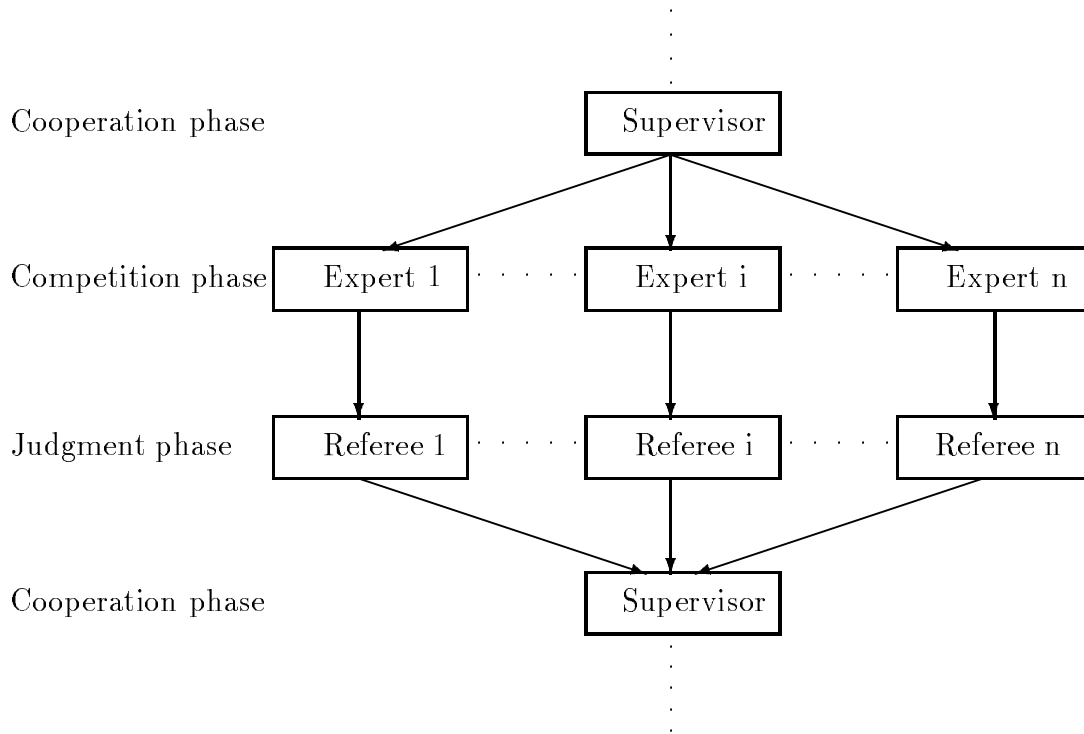 Cooperation phase Supervisor
Competition phase Expert 1 Expert i Expert n
Judgment phase Referee 1 Referee i Referee n
Cooperation phase Supervisor